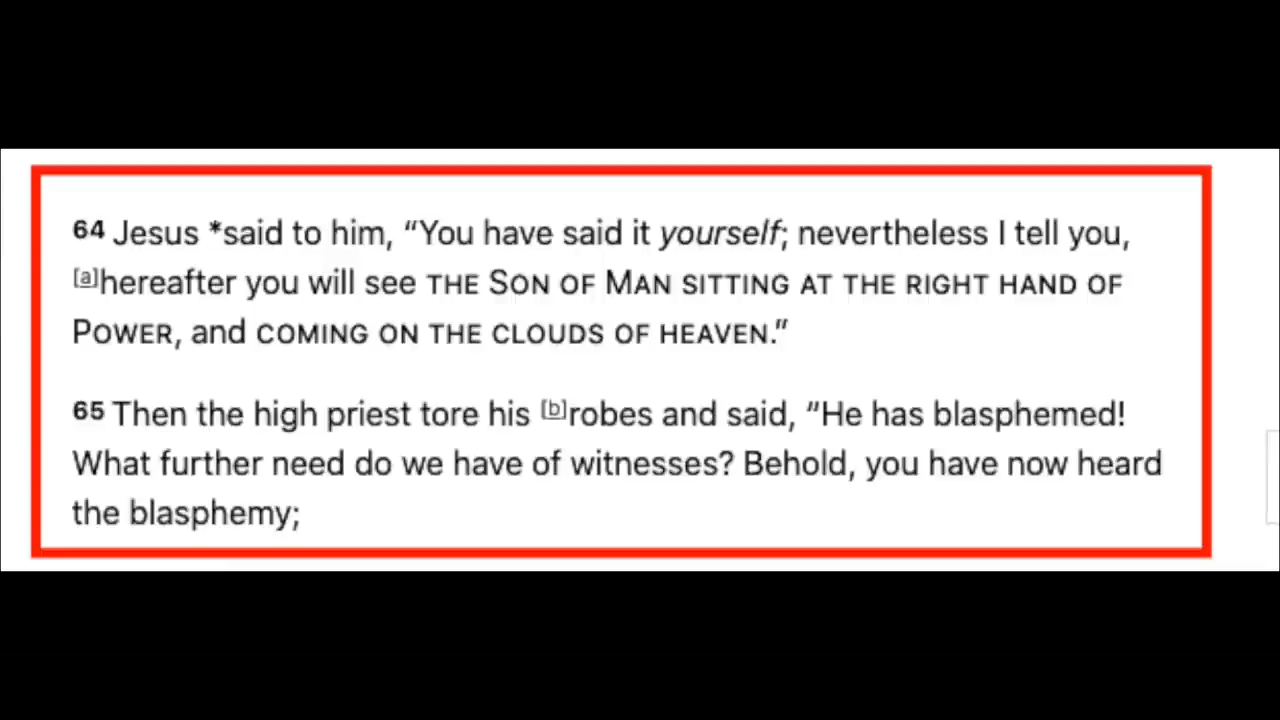 64 Jesus *said to him, “You have said it yourself; nevertheless I tell you,
[a]hereafter you will see THE SON OF MAN SITTING AT THE RIGHT HAND OF
POWER, and COMING ON THE CLOUDS OF HEAVEN.”
65 Then the high priest tore his [b]robes and said, “He has blasphemed!
What further need do we have of witnesses? Behold, you have now heard
the blasphemy;